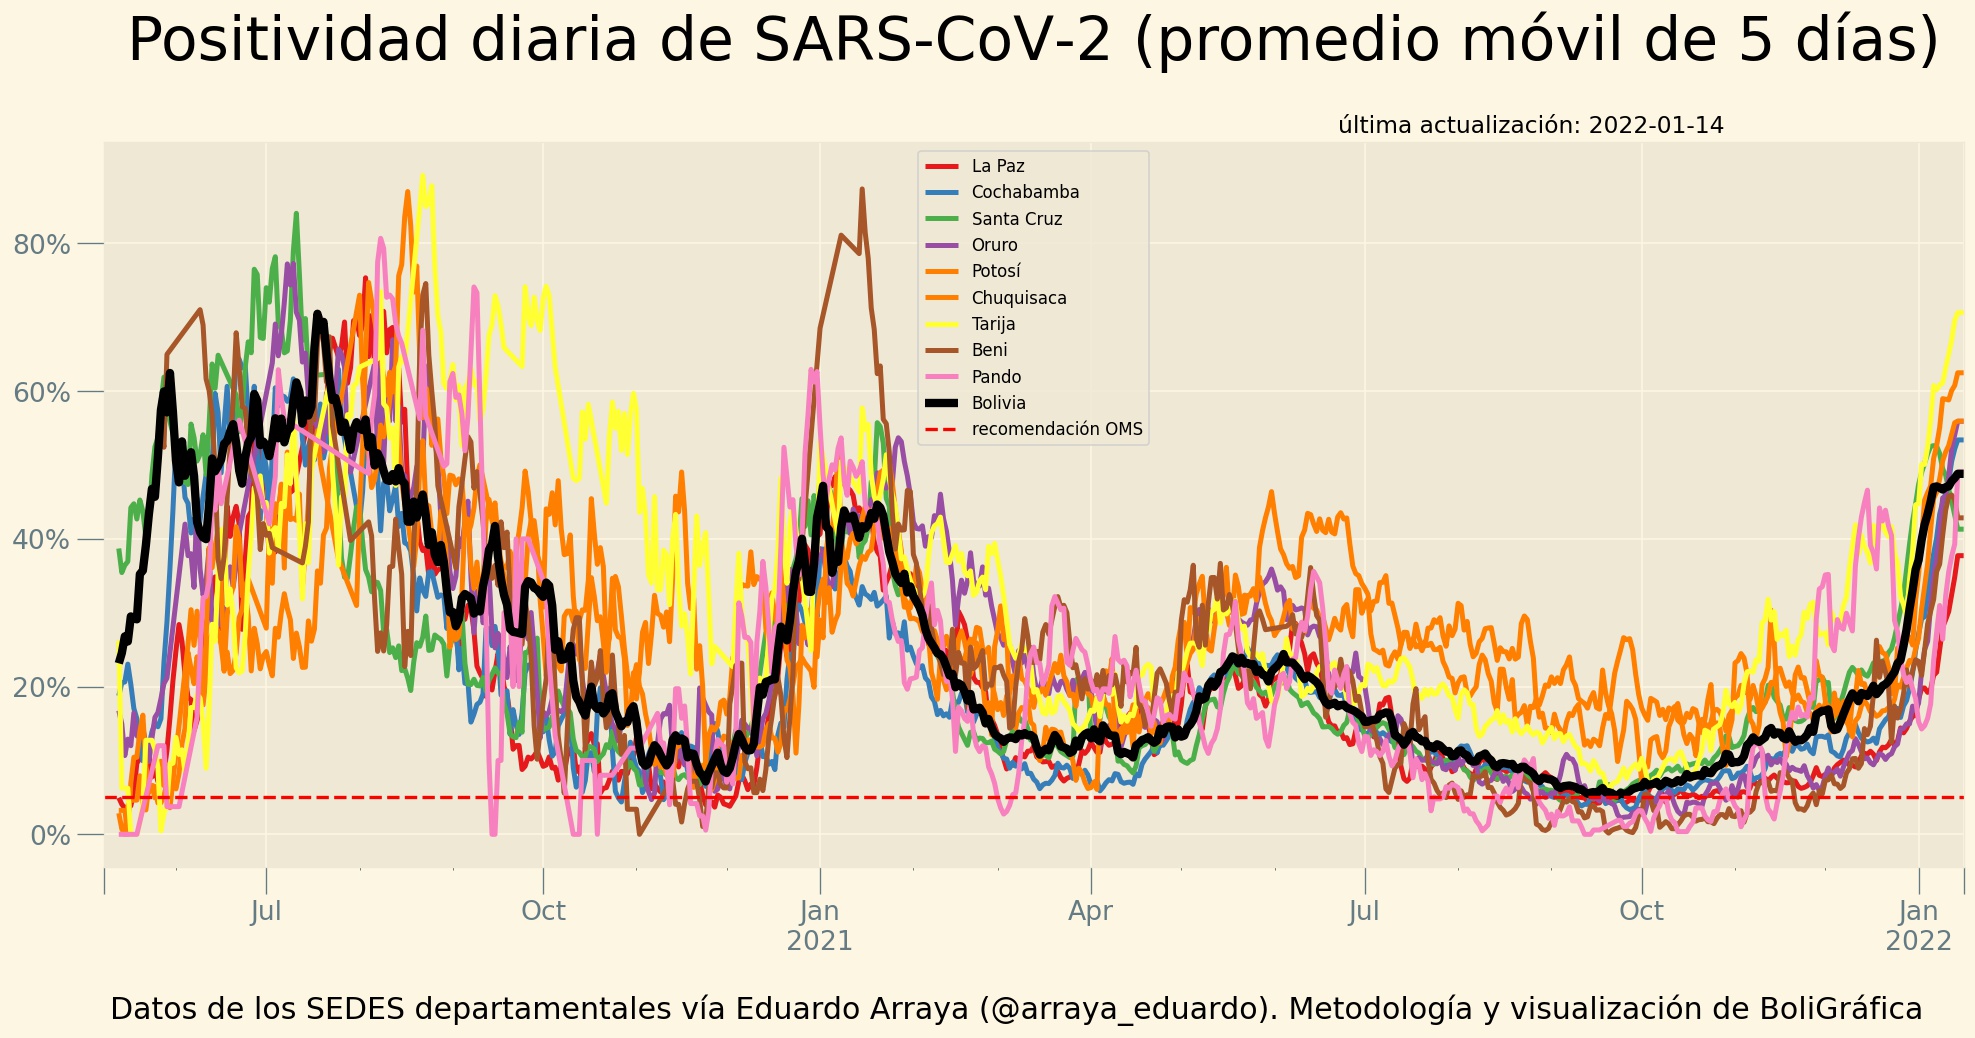 Positividad diaria de SARS-CoV-2 (promedio móvil de 5 días)
última actualización: 2022-01-14
La Paz
Cochabamba
Santa Cruz
Oruro
Potosí
Chuquisaca
Tarija
Beni
Pando
Bolivia
recomendación OMS
80%
60%
40%
20%
0%
Jul Oct Jan Apr Jul Oct Jan
2021 2022
Datos de los SEDES departamentales vía Eduardo Arraya (@arraya_eduardo). Metodología y visualización de BoliGráfica